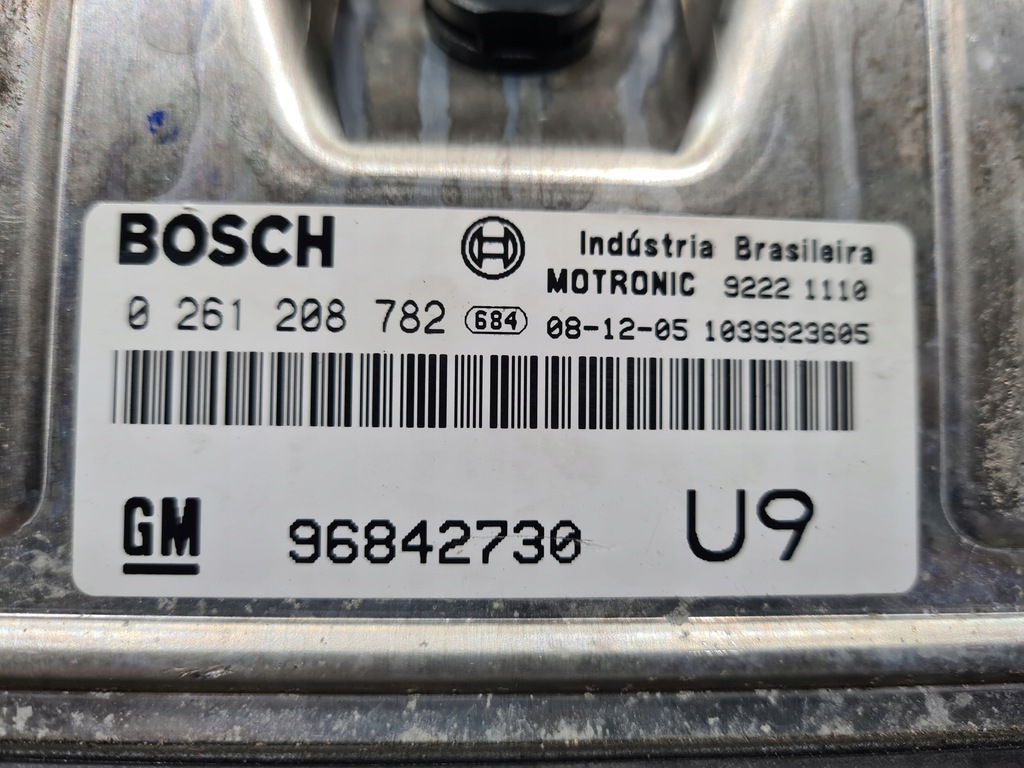 BOSCH
Indústria Brasileira
MOTRONIC 9222 1110
0 261 208 782 684 08-12-05 1039S23605
GM 96842730 U9